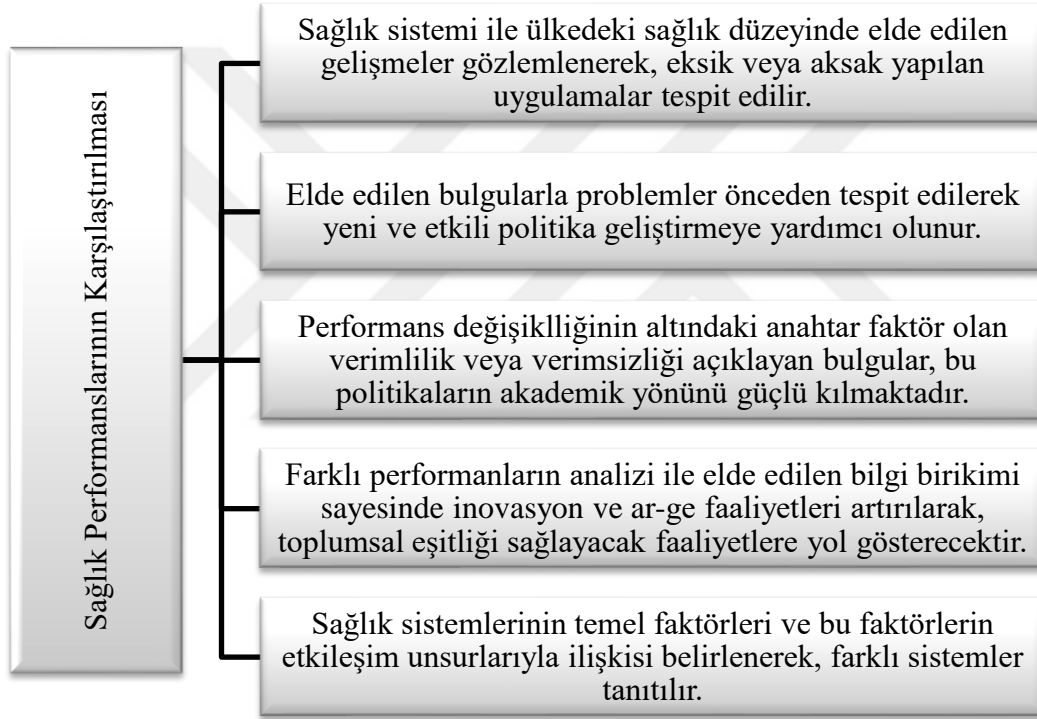 Sağlık Performanslarının Karşılaştırılması
Sağlık sistemi ile ülkedeki sağlık düzeyinde elde edilen
gelişmeler gözlemlenerek, eksik veya aksak yapılan
uygulamalar tespit edilir.
Elde edilen bulgularla problemler önceden tespit edilerek
yeni ve etkili politika geliştirmeye yardımcı olunur.
Performans değişiklliğinin altındaki anahtar faktör olan
verimlilik veya verimsizliği açıklayan bulgular, bu
politikaların akademik yönünü güçlü kılmaktadır.
Farklı performanların analizi ile elde edilen bilgi birikimi
sayesinde inovasyon ve ar-ge faaliyetleri artırılarak,
toplumsal eşitliği sağlayacak faaliyetlere yol gösterecektir.
Sağlık sistemlerinin temel faktörleri ve bu faktörlerin
etkileşim unsurlarıyla ilişkisi belirlenerek, farklı sistemler
tanıtılır.